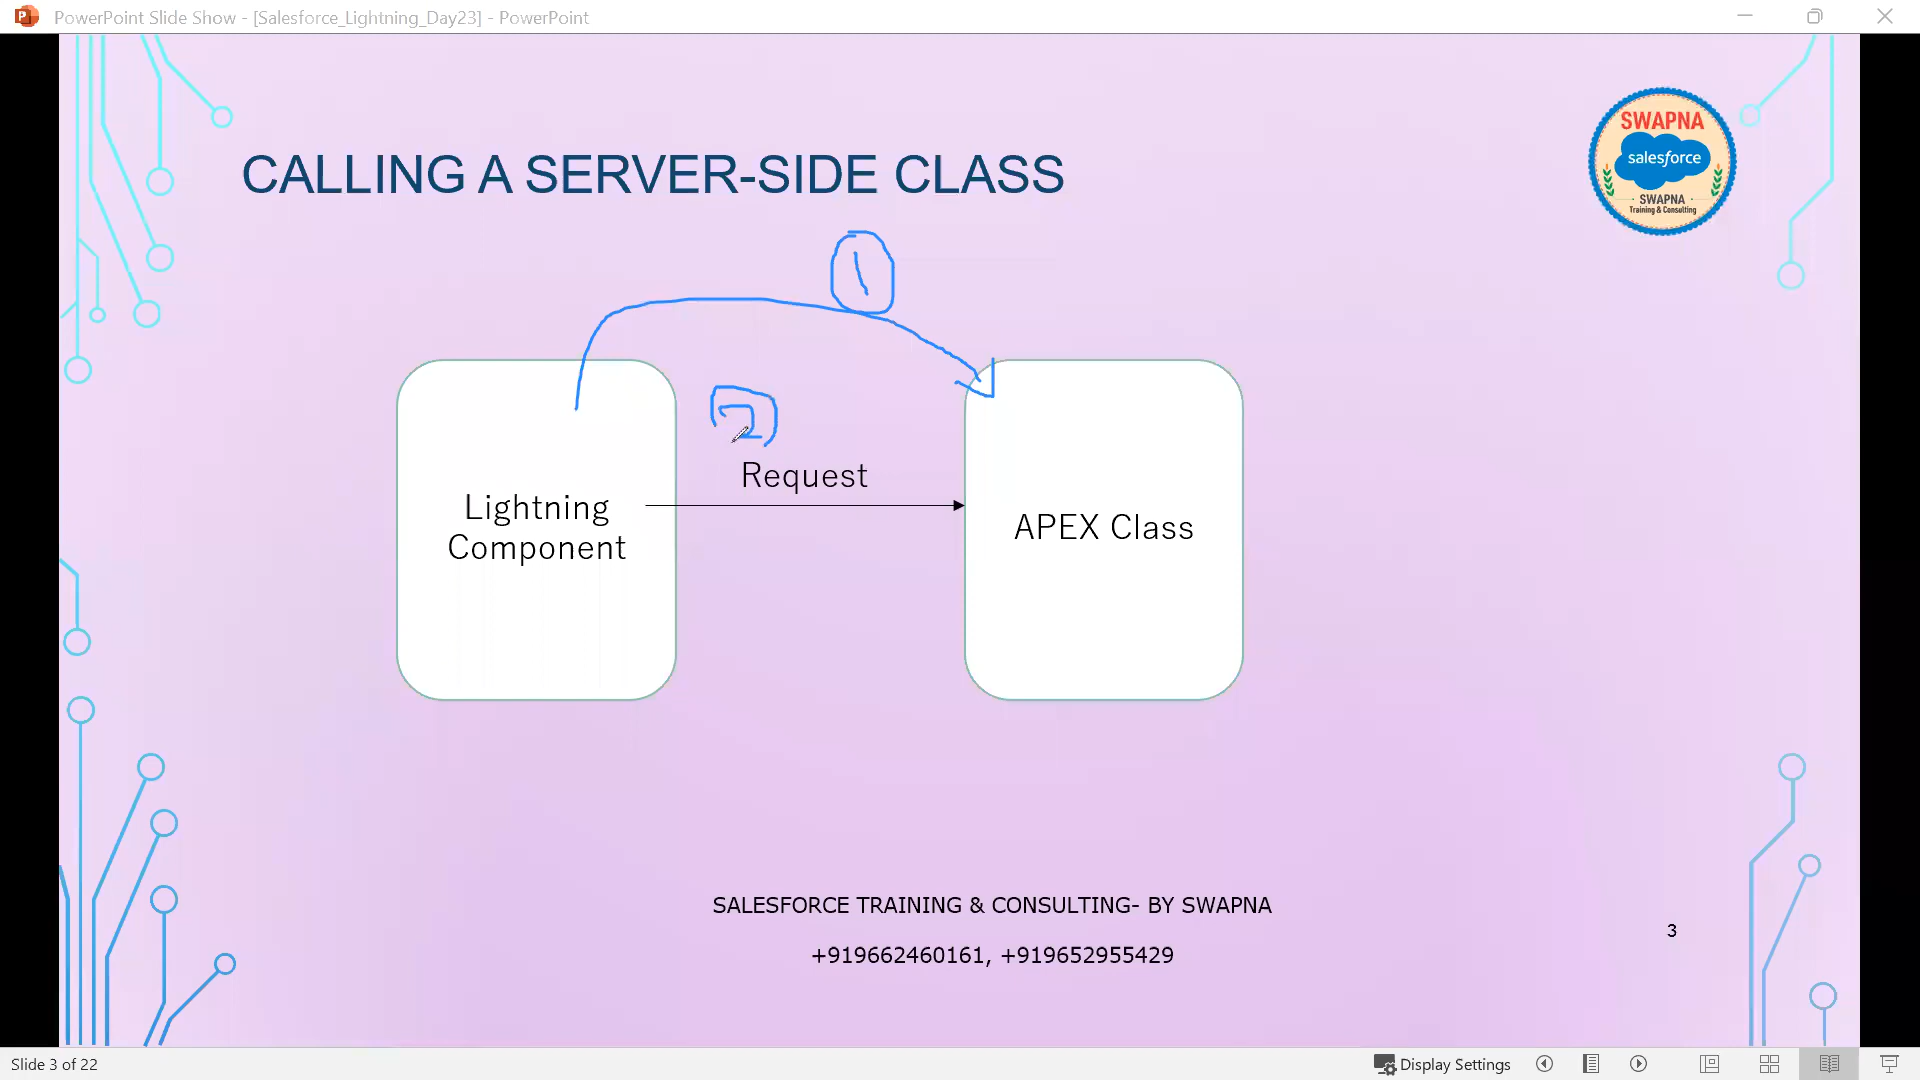 PowerPoint Slide Show - [Salesforce_Lightning_Day23] - PowerPoint
SWAPNA
salesforce
SWAPNA
Training & Consulting
CALLING A SERVER-SIDE CLASS
1
2
Request
Lightning
Component
APEX Class
SALESFORCE TRAINING & CONSULTING- BY SWAPNA
+919662460161, +919652955429
3
Slide 3 of 22
Display Settings